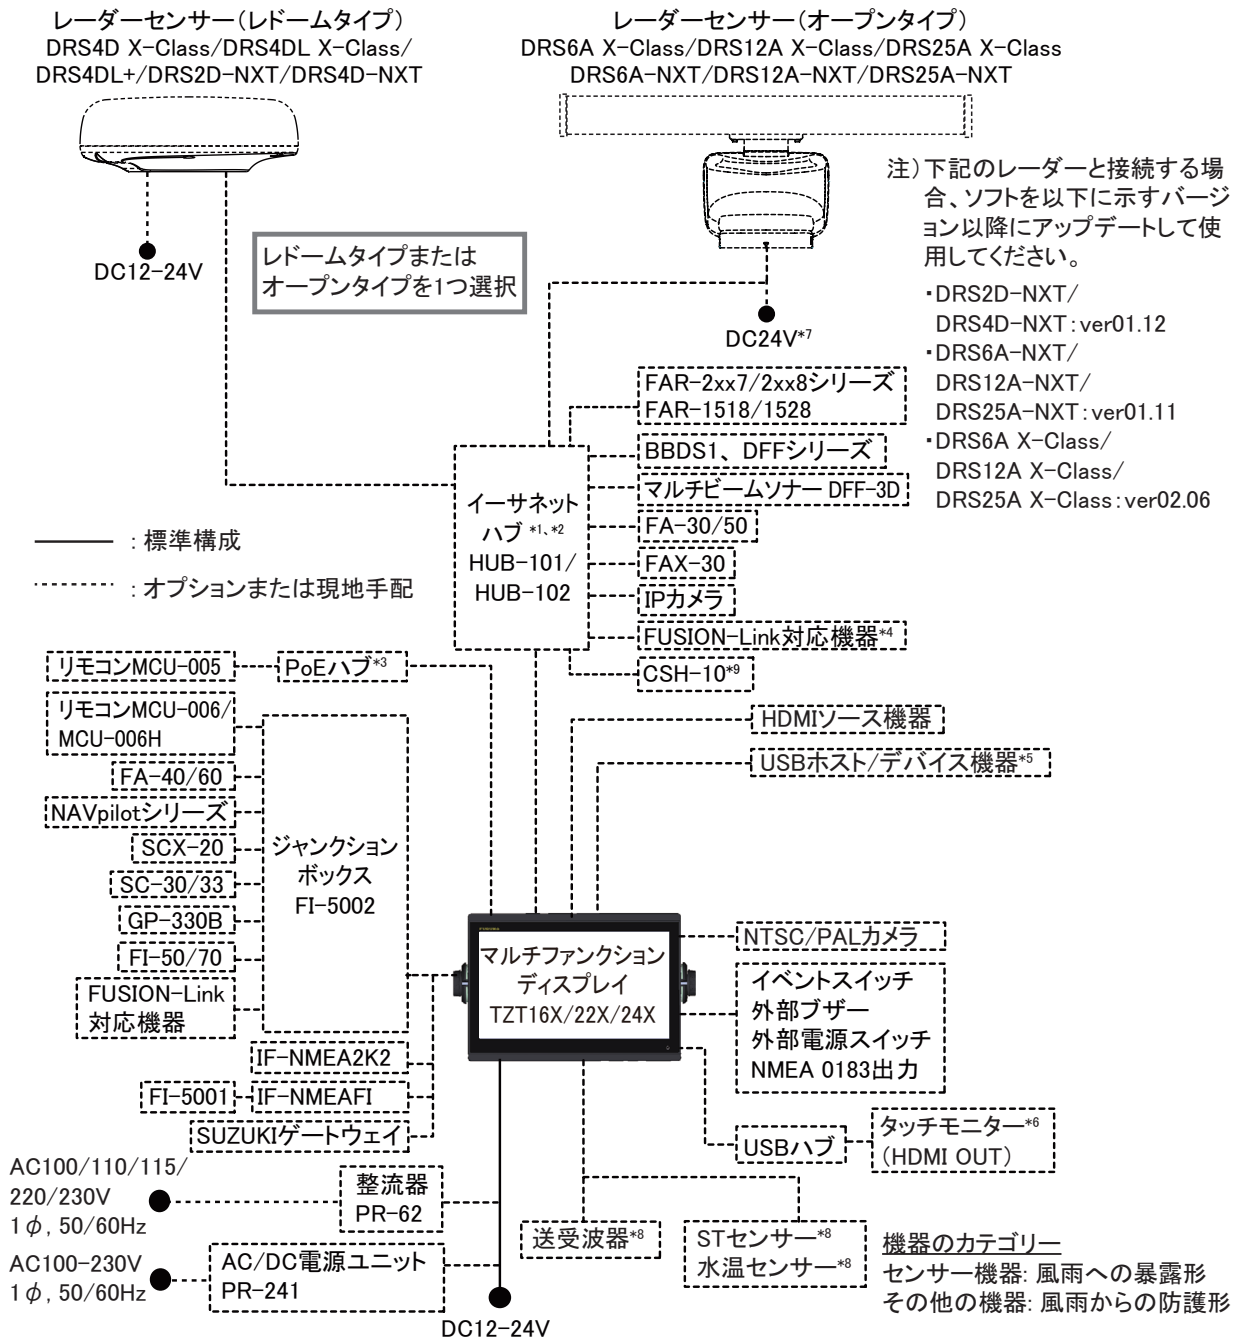 レーダーセンサー(レドームタイプ)
DRS4D X-Class/DRS4DL X-Class/
DRS4DL+/DRS2D-NXT/DRS4D-NXT
レーダーセンサー(オープンタイプ)
DRS6A X-Class/DRS12A X-Class/DRS25A X-Class
DRS6A-NXT/DRS12A-NXT/DRS25A-NXT
DC12-24V
レドームタイプまたは
オープンタイプを1つ選択
DC24V*7
注)下記のレーダーと接続する場
合、ソフトを以下に示すバージ
ョン以降にアップデートして使
用してください。
・DRS2D-NXT/
DRS4D-NXT:ver01.12
・DRS6A-NXT/
DRS12A-NXT/
DRS25A-NXT:ver01.11
・DRS6A X-Class/
DRS12A X-Class/
DRS25A X-Class:ver02.06
: 標準構成
: オプションまたは現地手配
イーサネット
ハブ *1、*2
HUB-101/
HUB-102
FAR-2xx7/2xx8シリーズ
FAR-1518/1528
BBDS1、DFFシリーズ
マルチビームソナー DFF-3D
FA-30/50
FAX-30
IPカメラ
FUSION-Link対応機器*4
CSH-10*9
リモコンMCU-005
PoEハブ*3
リモコンMCU-006/
MCU-006H
FA-40/60
NAVpilotシリーズ
SCX-20
SC-30/33
GP-330B
FI-50/70
FUSION-Link
対応機器
ジャンクション
ボックス
FI-5002
HDMIソース機器
USBホスト/デバイス機器*5
FURUNO
マルチファンクション
ディスプレイ
TZT16X/22X/24X
NTSC/PALカメラ
イベントスイッチ
外部ブザー
外部電源スイッチ
NMEA 0183出力
IF-NMEA2K2
FI-5001
IF-NMEAFI
SUZUKIゲートウェイ
USBハブ
タッチモニター*6
(HDMI OUT)
AC100/110/115/
220/230V
1φ, 50/60Hz
整流器
PR-62
AC100-230V
1φ, 50/60Hz
AC/DC電源ユニット
PR-241
DC12-24V
送受波器*8
STセンサー*8
水温センサー*8
機器のカテゴリー
センサー機器: 風雨への暴露形
その他の機器: 風雨からの防護形